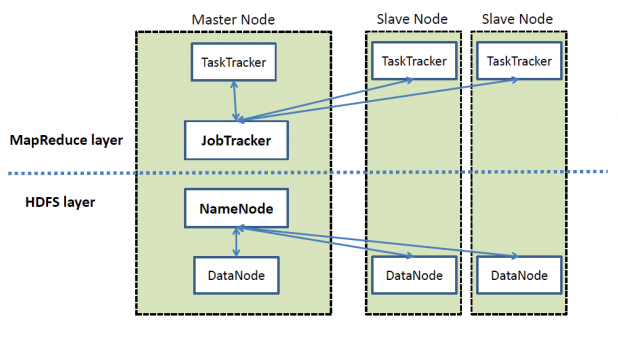 Master Node
Slave Node
Slave Node
TaskTracker
TaskTracker
TaskTracker
MapReduce layer
JobTracker
HDFS layer
NameNode
DataNode
DataNode
DataNode